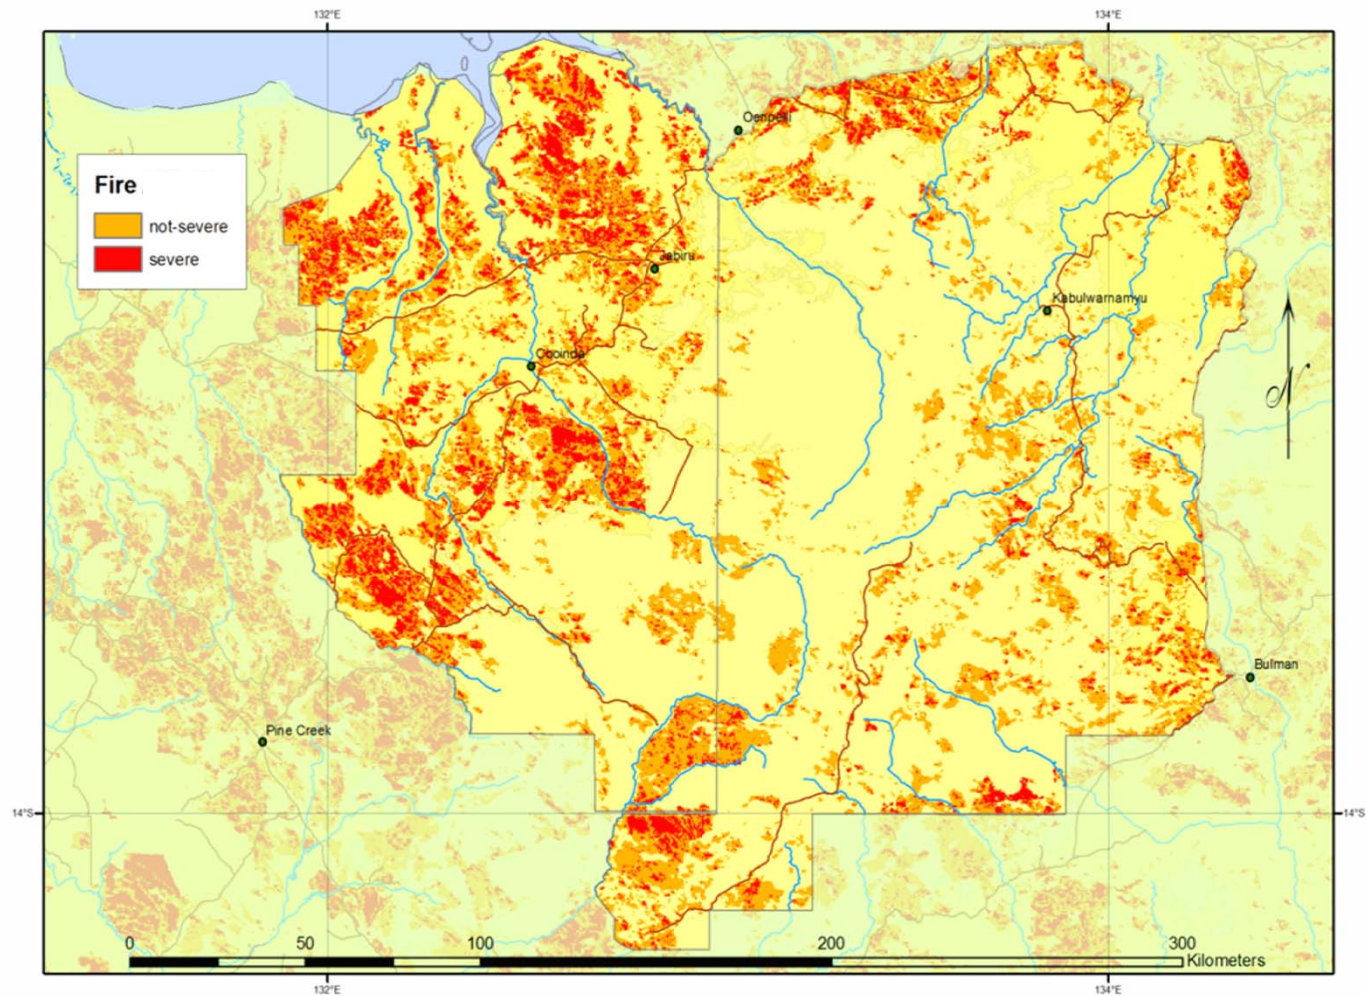 132°E 134°E
Oenpelli
Fire
not-severe
severe
Jabiru
Kabulwarnamyu
Cooinda
Bulman
Pine Creek
14°S 14°S
0 50 100 200 300
Kilometers
132°E 134°E
N